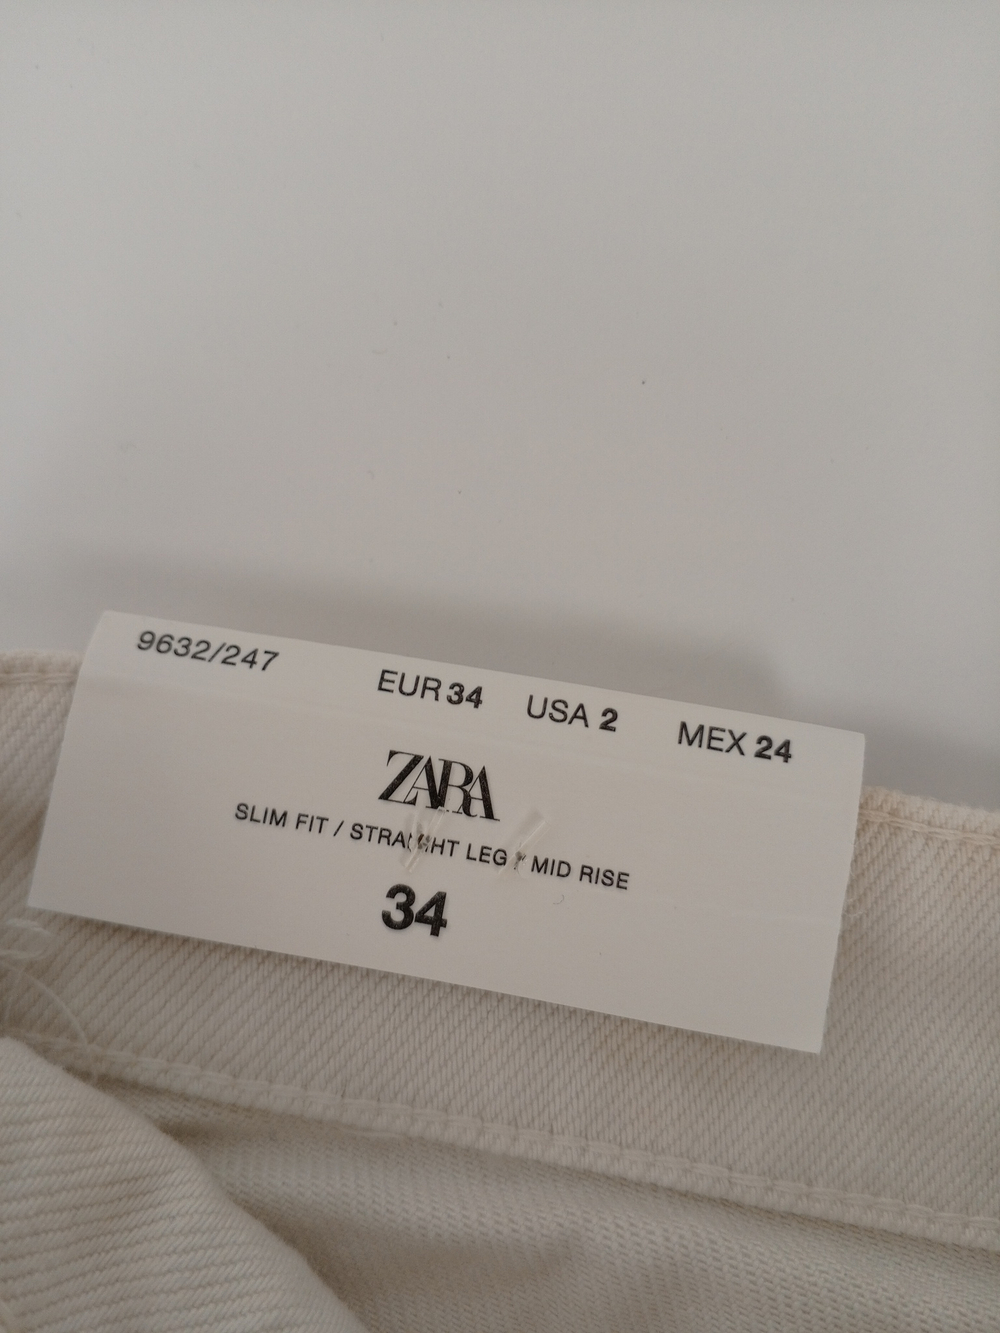 9632/247 EUR 34 USA 2 MEX 24
ZARA
SLIM FIT / STRAIGHT LEG / MID RISE
34